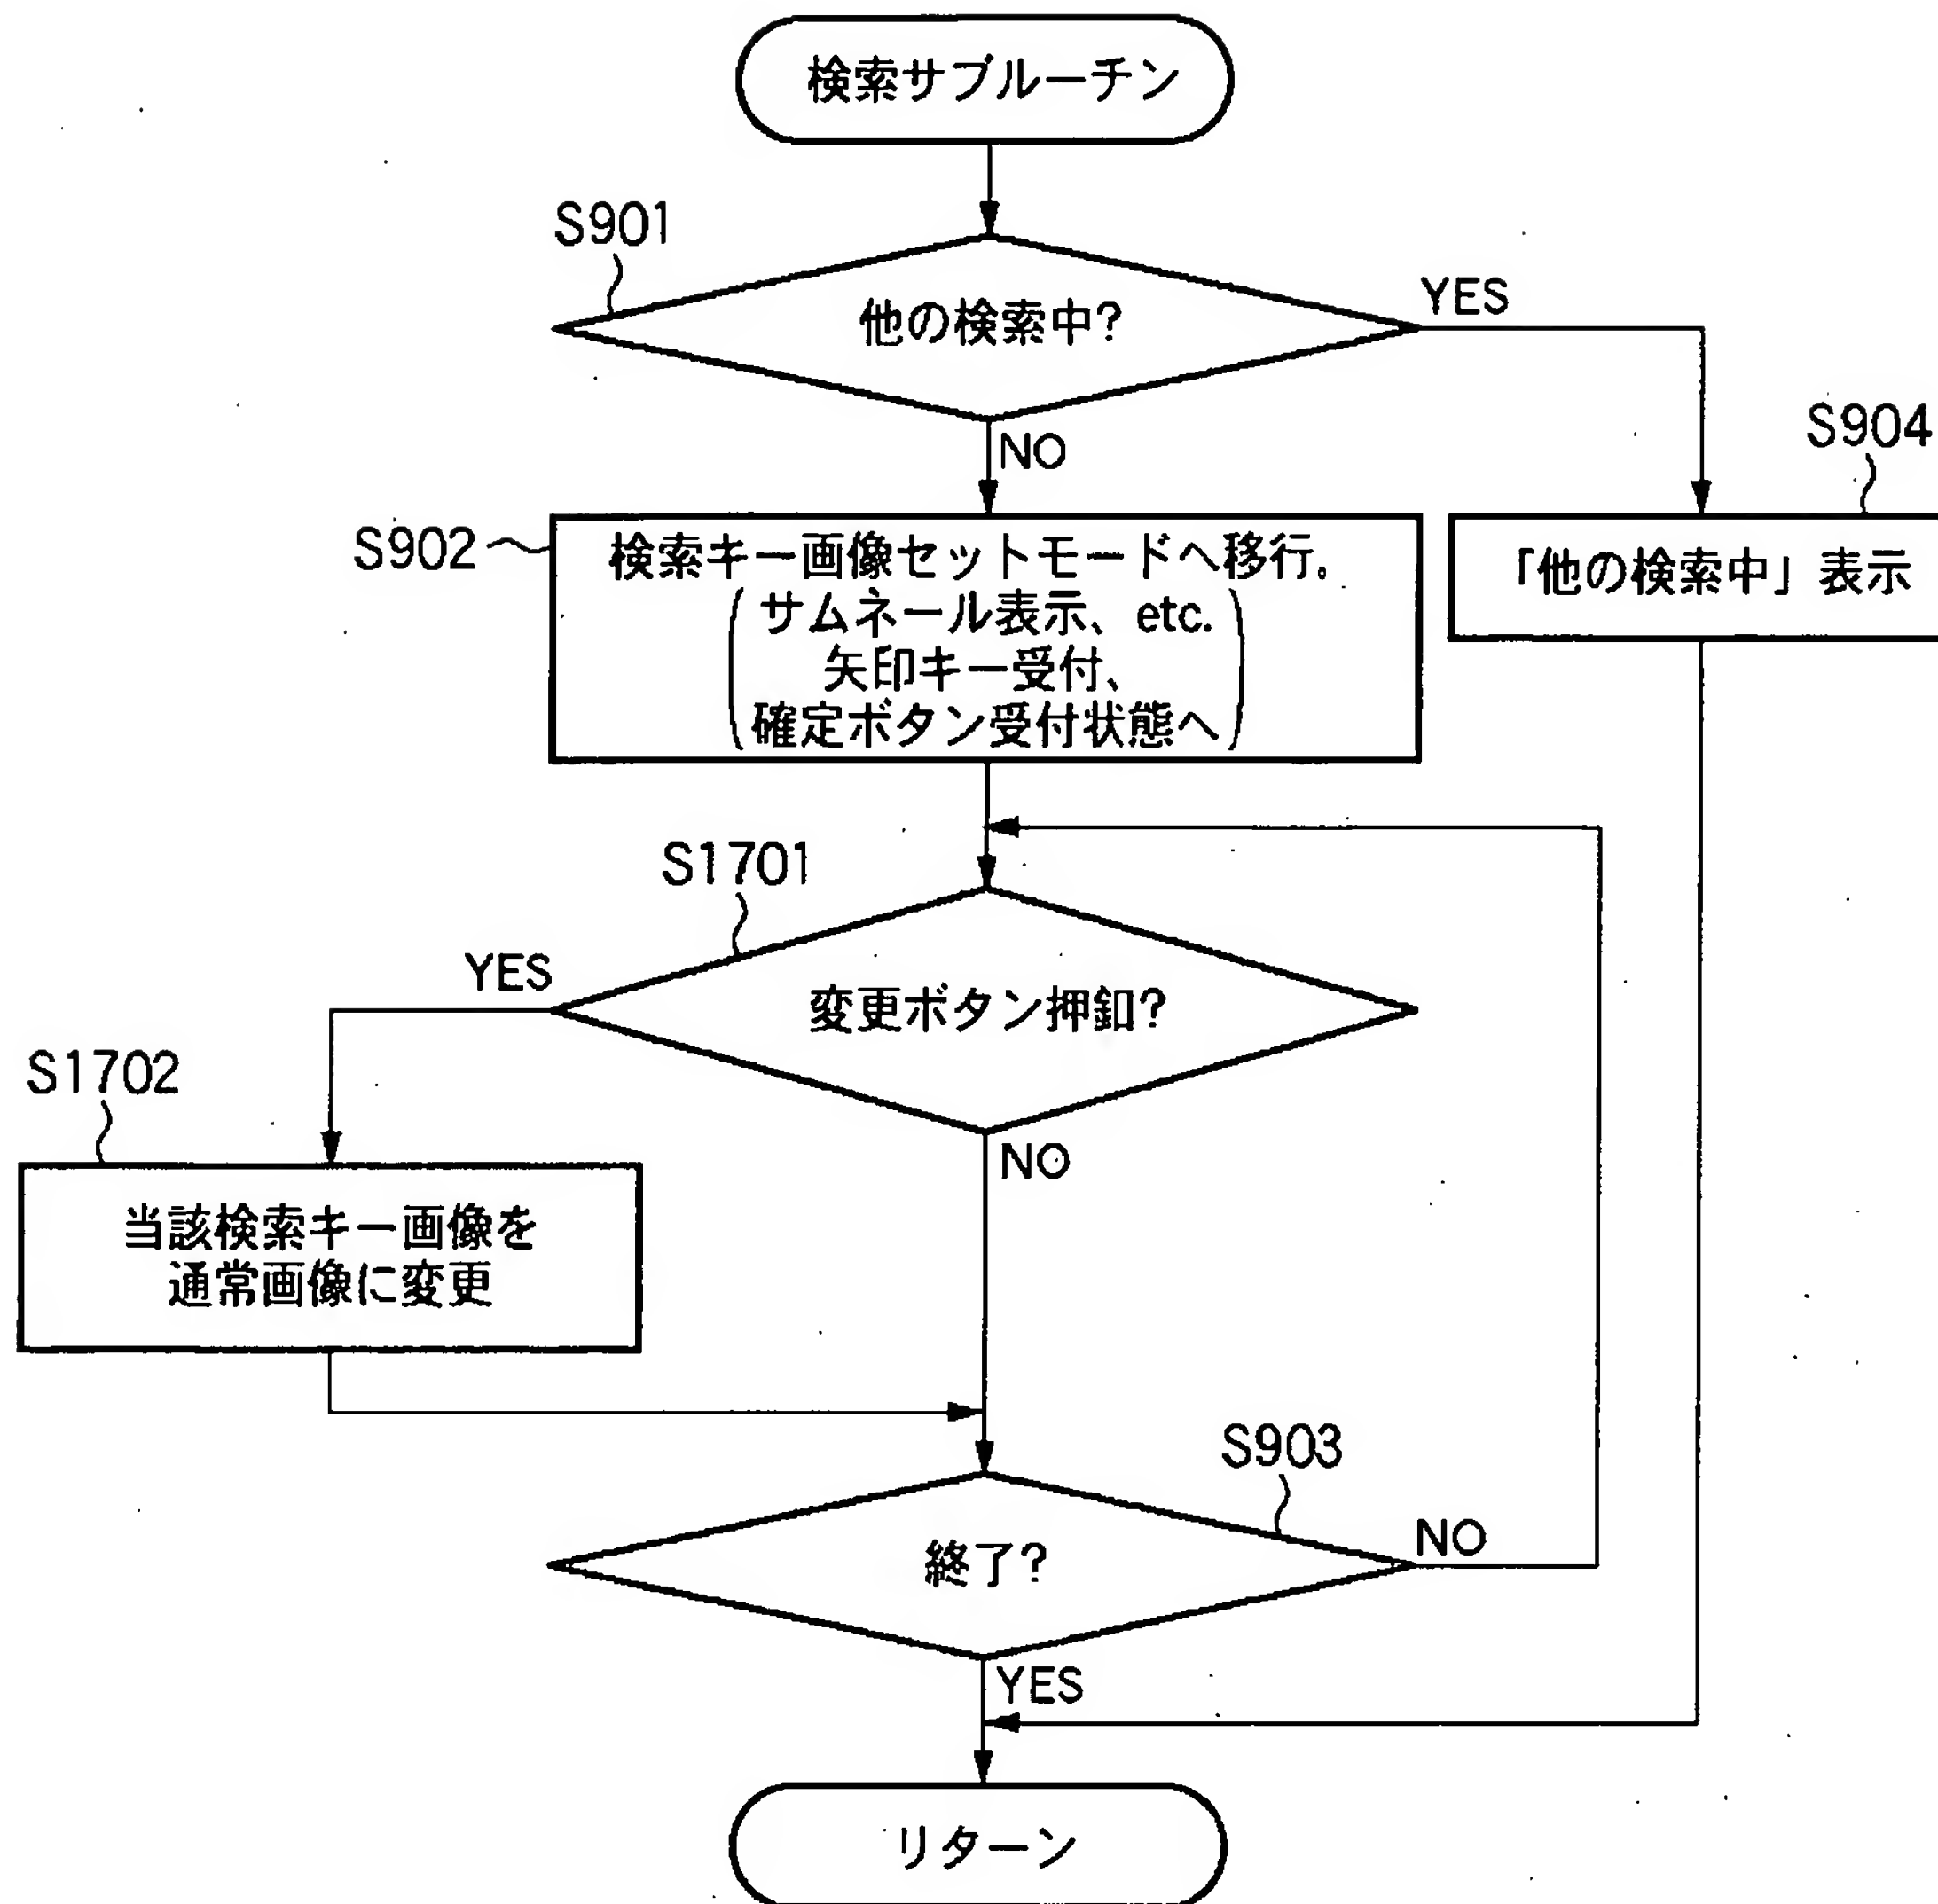 検索サブルーチン
S901
他の検索中?
YES
NO
S904
S902
検索キー画像セットモードへ移行。
サムネール表示、etc.
矢印キー受付、
確定ボタン受付状態へ
「他の検索中」表示
S1701
YES
変更ボタン押釦?
NO
S1702
当該検索キー画像を
通常画像に変更
S903
終了?
NO
YES
リターン